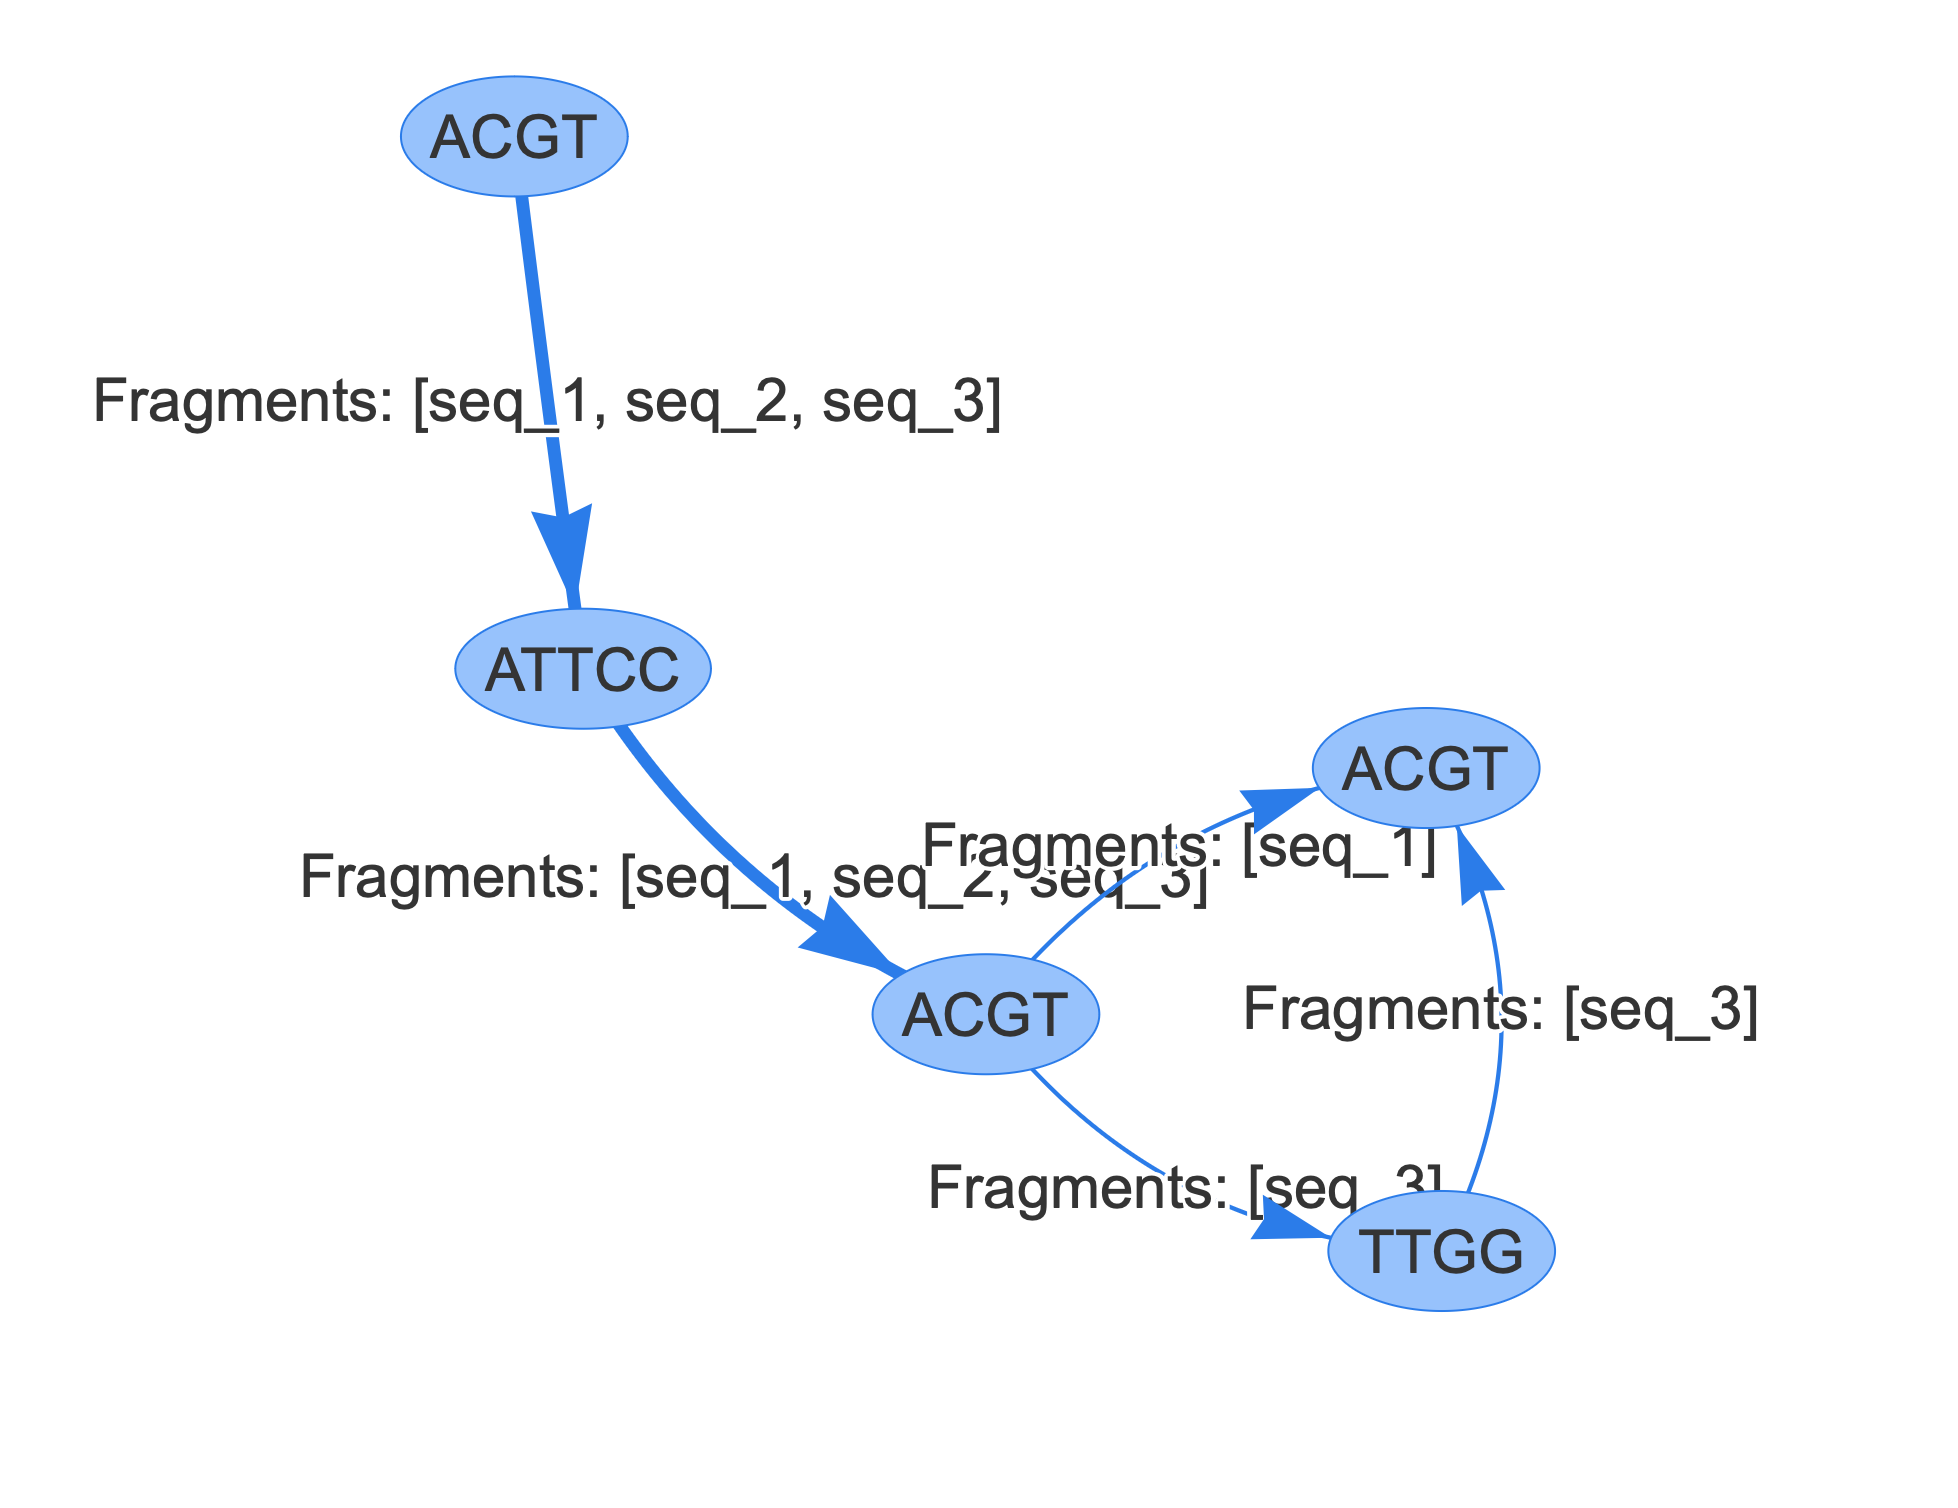 ACGT
Fragments: [seq_1, seq_2, seq_3]
ATTCC
ACGT
Fragments: [seq_1]
Fragments: [seq_1, seq_2, seq_3]
ACGT
Fragments: [seq_3]
Fragments: [seq_3]
TTGG